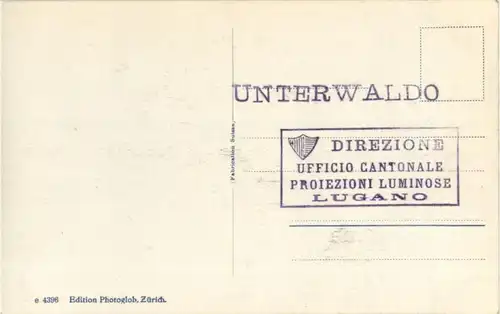 UNTERWALDO
Fabrication Suisse.
DIREZIONE
UFFICIO CANTONALE
PROIEZIONI LUMINOSE
LUGANO
e 4396 Edition Photoglob, Zürich.